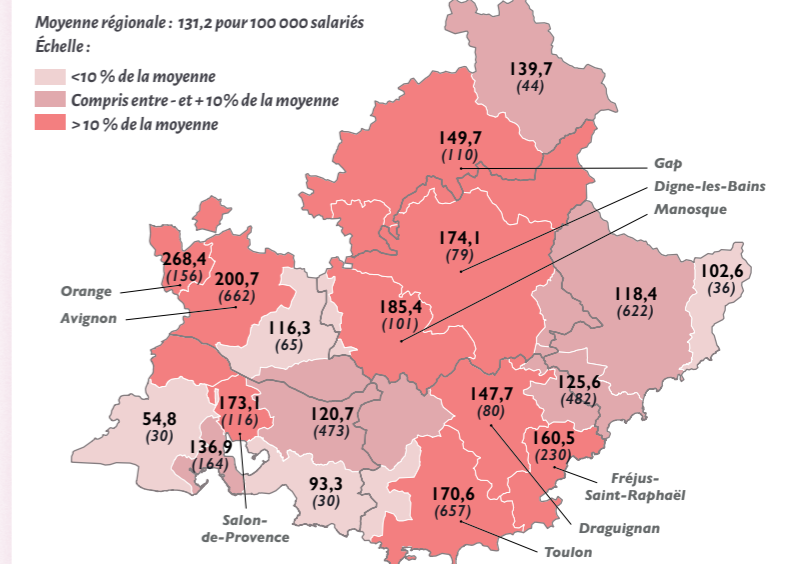 Moyenne régionale : 131,2 pour 100 000 salariés
Échelle :
<10 % de la moyenne
Compris entre - et + 10% de la moyenne
> 10 % de la moyenne
139,7
(44)
149,7
(110)
Gap
Digne-les-Bains
Manosque
174,1
(79)
268,4
(156)
200,7
(662)
Orange
Avignon
185,4
(101)
118,4
(622)
102,6
(36)
116,3
(65)
54,8
(30)
173,1
(116)
136,9
(164)
120,7
(473)
147,7
(80)
125,6
(482)
160,5
(230)
93,3
(30)
170,6
(657)
Fréjus-
Saint-Raphaël
Salon-
de-Provence
Draguignan
Toulon